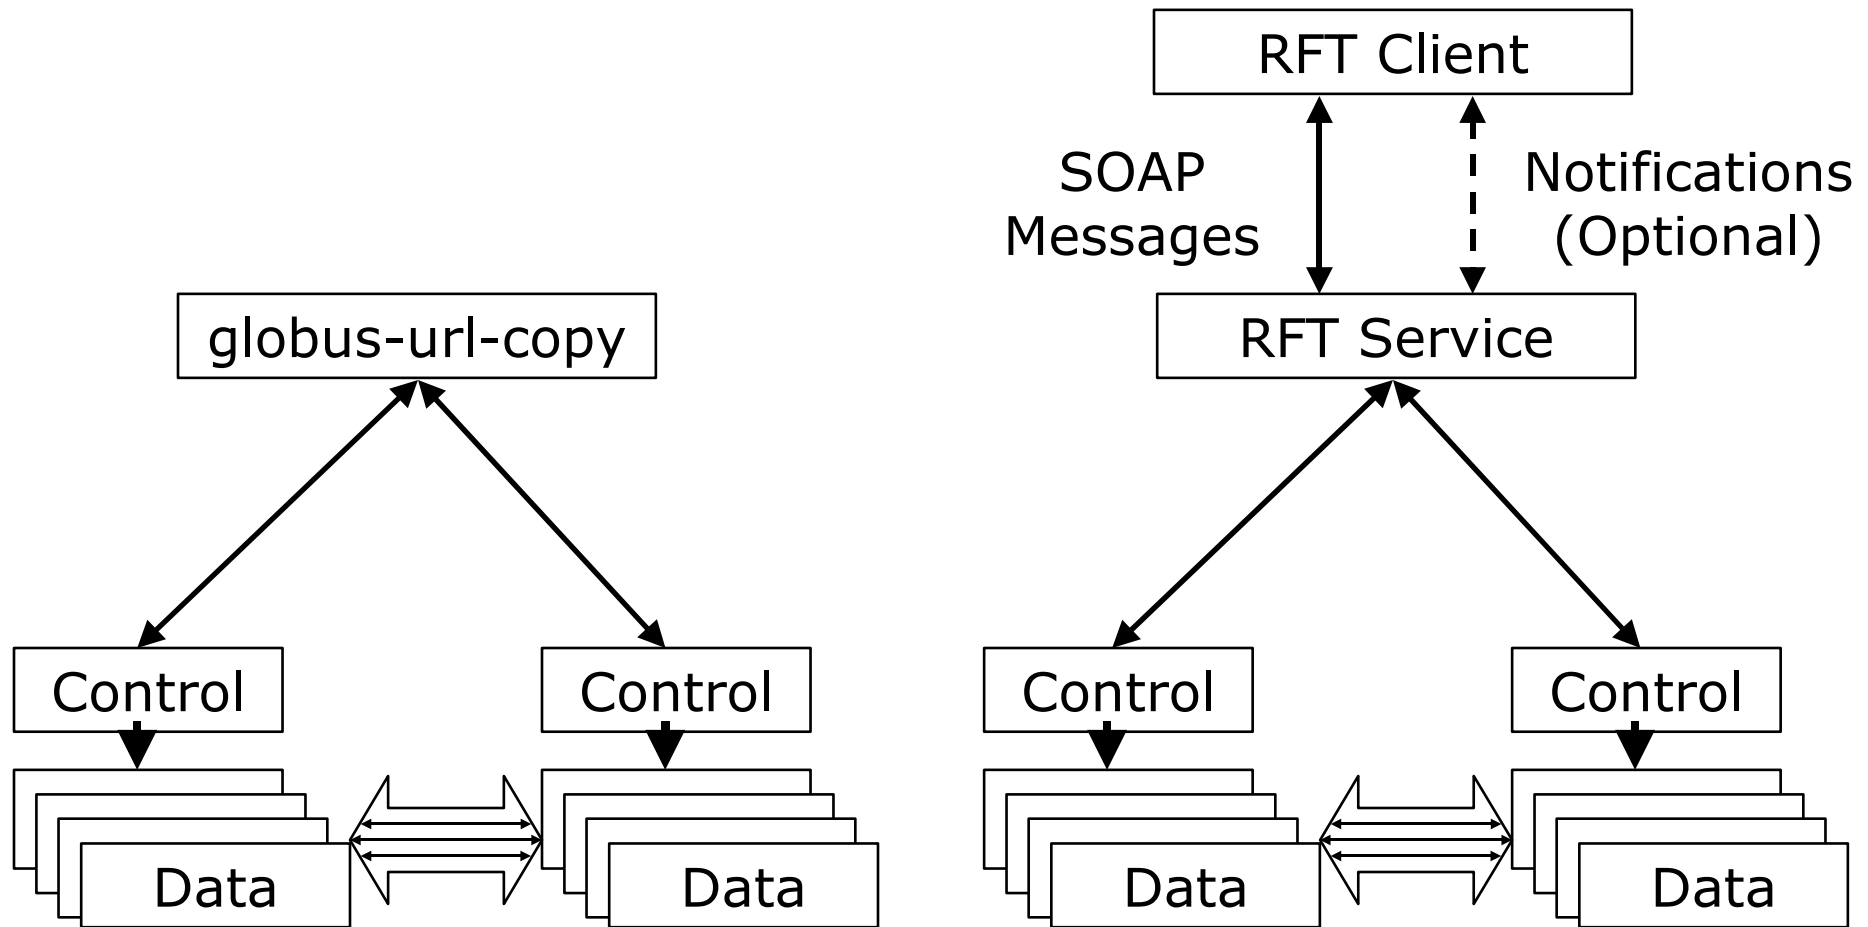 RFT Client
SOAP
Messages
Notifications
(Optional)
globus-url-copy
RFT Service
Control
Control
Control
Control
Data
Data
Data
Data